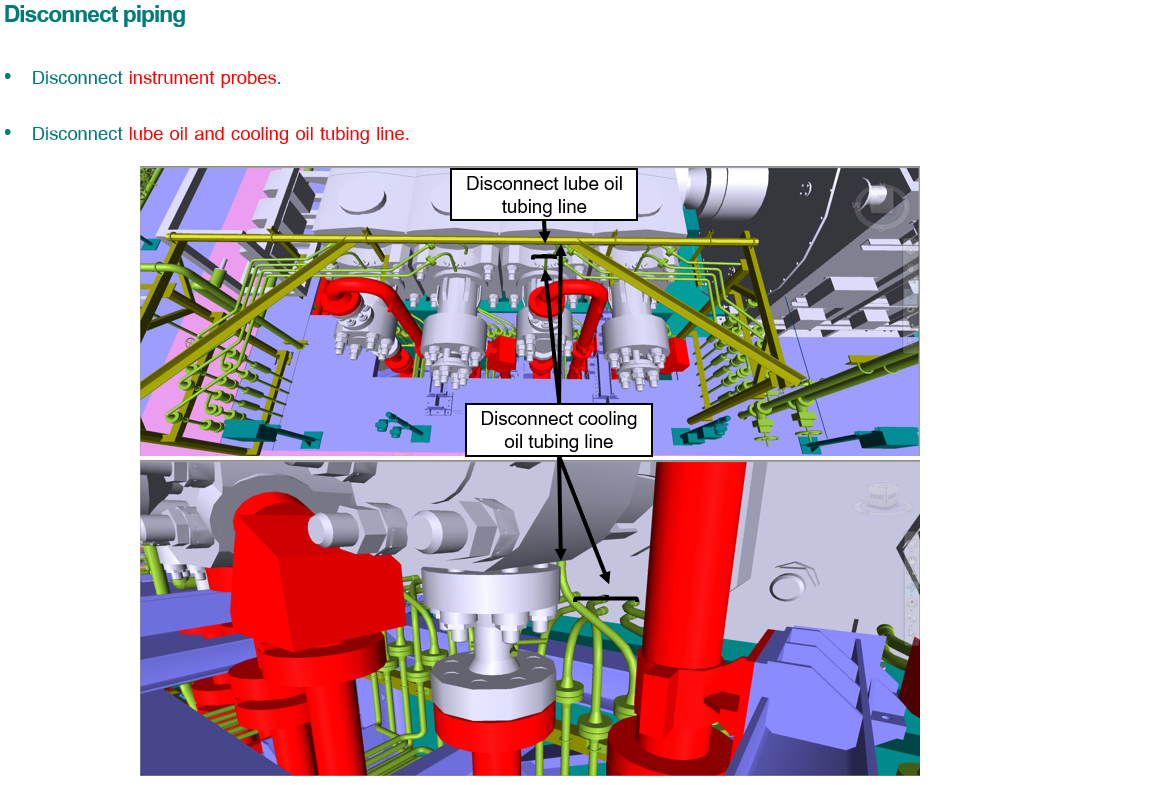 Disconnect piping
• Disconnect instrument probes.
• Disconnect lube oil and cooling oil tubing line.
Disconnect lube oil
tubing line
Disconnect cooling
oil tubing line